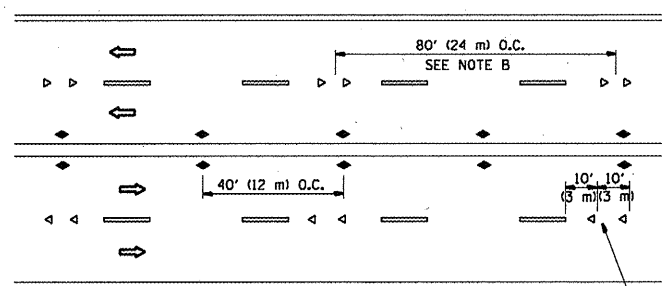 80' (24 m) O.C.
SEE NOTE B
40' (12 m) O.C.
10' 10'
(3 m) (3 m)